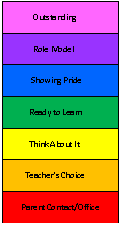 Outstanding
Role Model
Showing Pride
Ready to Learn
Think About It
Teacher's Choice
Parent Contact/Office